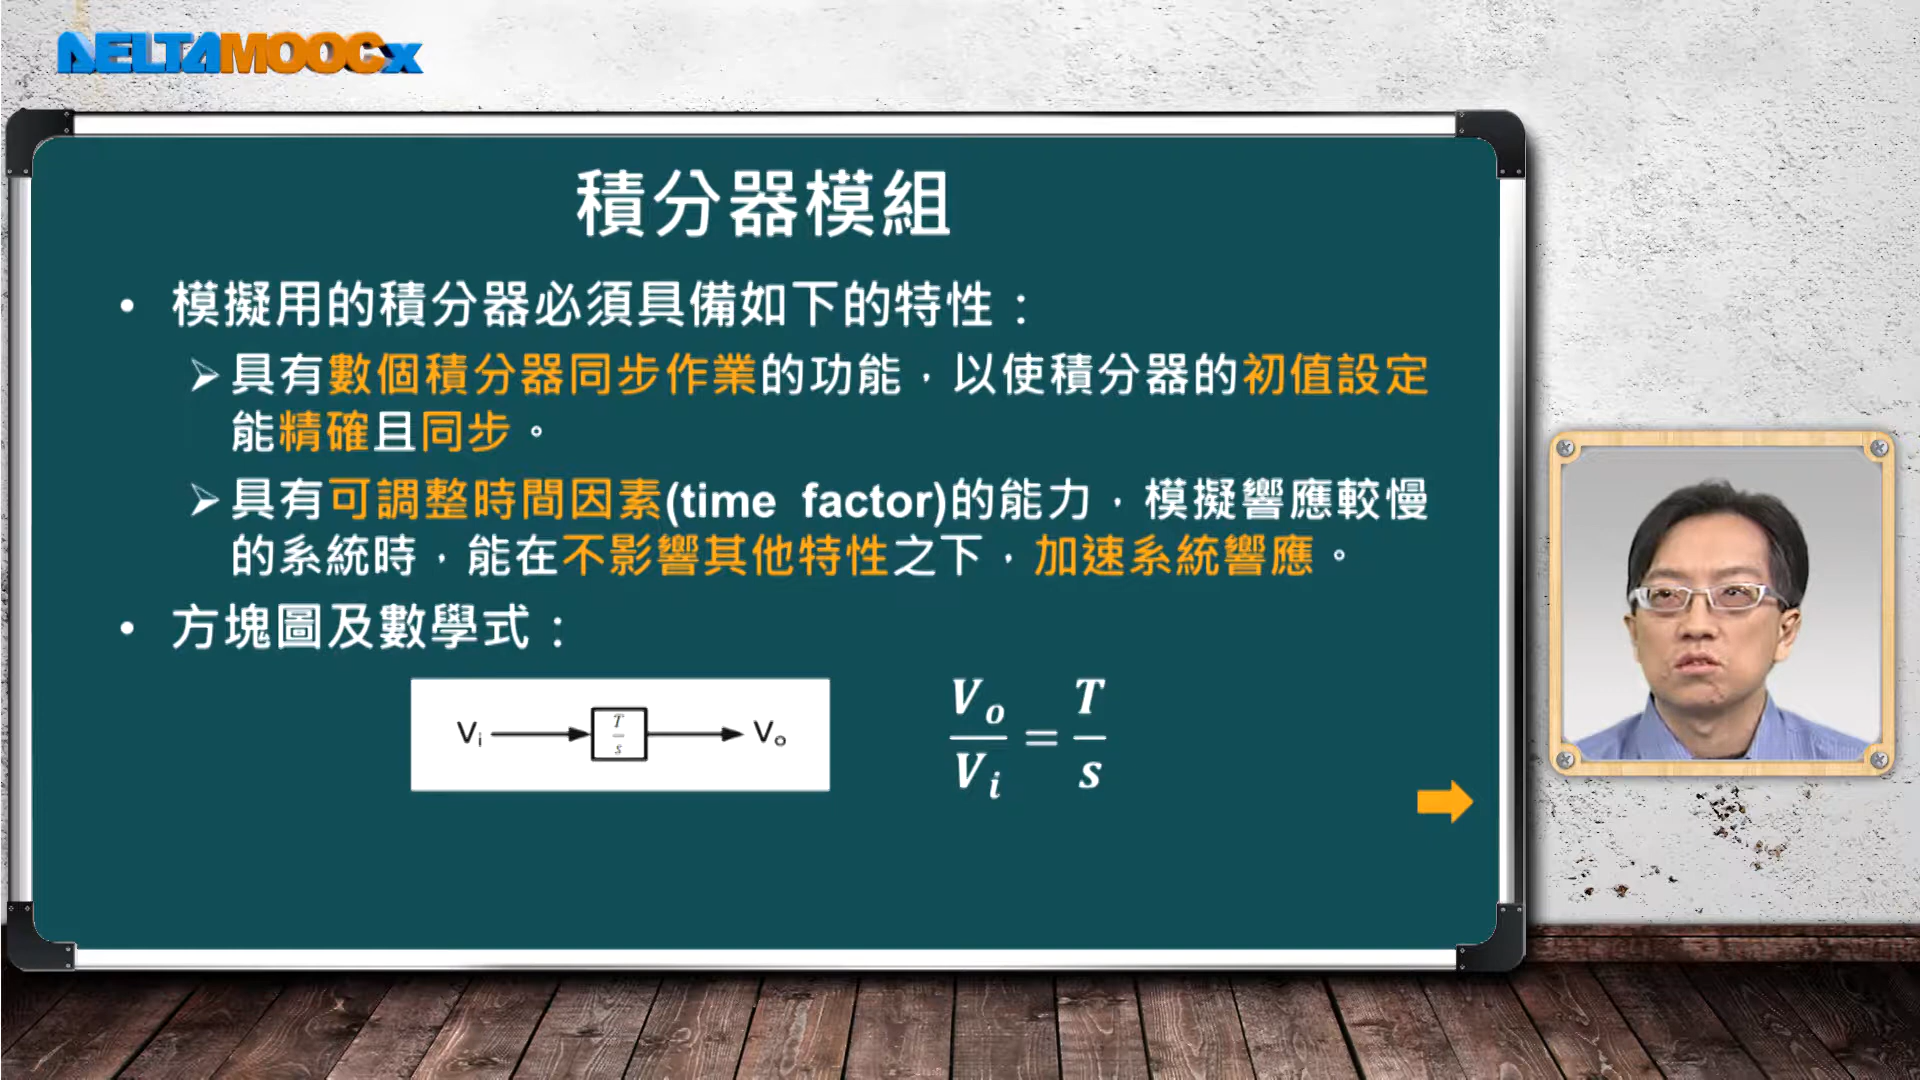 DELTAMOOCx
積分器模組
• 模擬用的積分器必須具備如下的特性：
➢具有數個積分器同步作業的功能，以使積分器的初值設定
能精確且同步。
➢具有可調整時間因素(time factor)的能力，模擬響應較慢
的系統時，能在不影響其他特性之下，加速系統響應。
• 方塊圖及數學式：
Vi T/s Vo
Vo/Vi = T/s